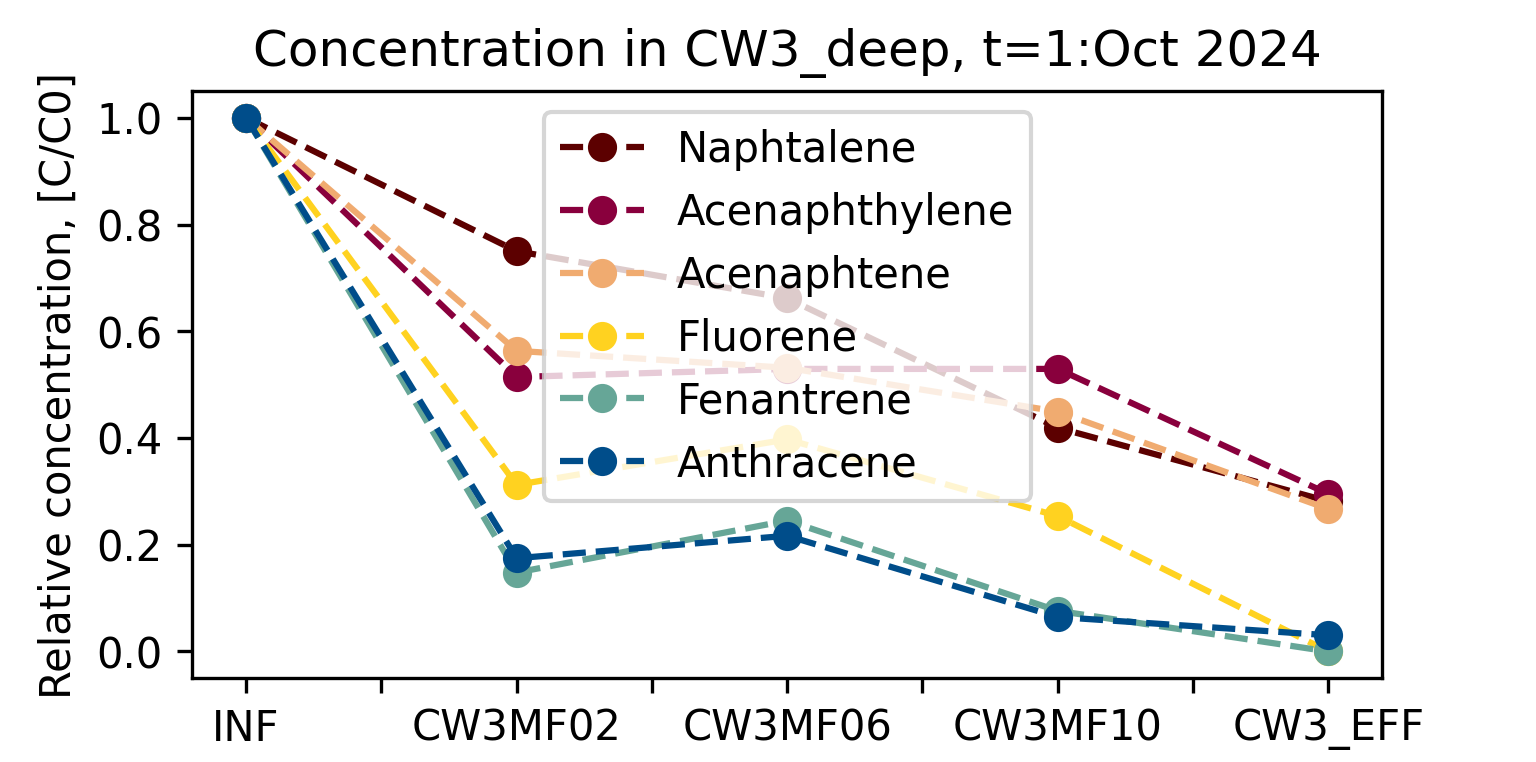 Concentration in CW3_deep, t=1:Oct 2024
Relative concentration, [C/C0]
1.0
0.8
0.6
0.4
0.2
0.0
Naphtalene
Acenaphthylene
Acenaphtene
Fluorene
Fenantrene
Anthracene
INF
CW3MF02
CW3MF06
CW3MF10
CW3_EFF